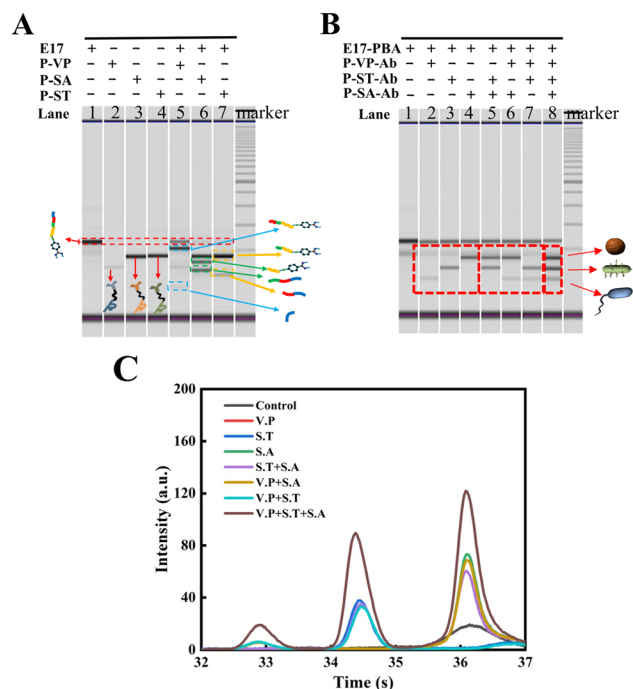 A
E17 + − − − + + +
P-VP − + − − + − −
P-SA − − + − − + −
P-ST − − − + − − +
Lane 1 2 3 4 5 6 7 marker
B
E17-PBA + + + + + + + +
P-VP-Ab − + − − − + + +
P-ST-Ab − − + − + − + +
P-SA-Ab − − − + + + − +
Lane 1 2 3 4 5 6 7 8 marker
C
Intensity (a.u.)
200
160
120
80
40
0
Control
V.P
S.T
S.A
S.T+S.A
V.P+S.A
V.P+S.T
V.P+S.T+S.A
32 33 34 35 36 37
Time (s)